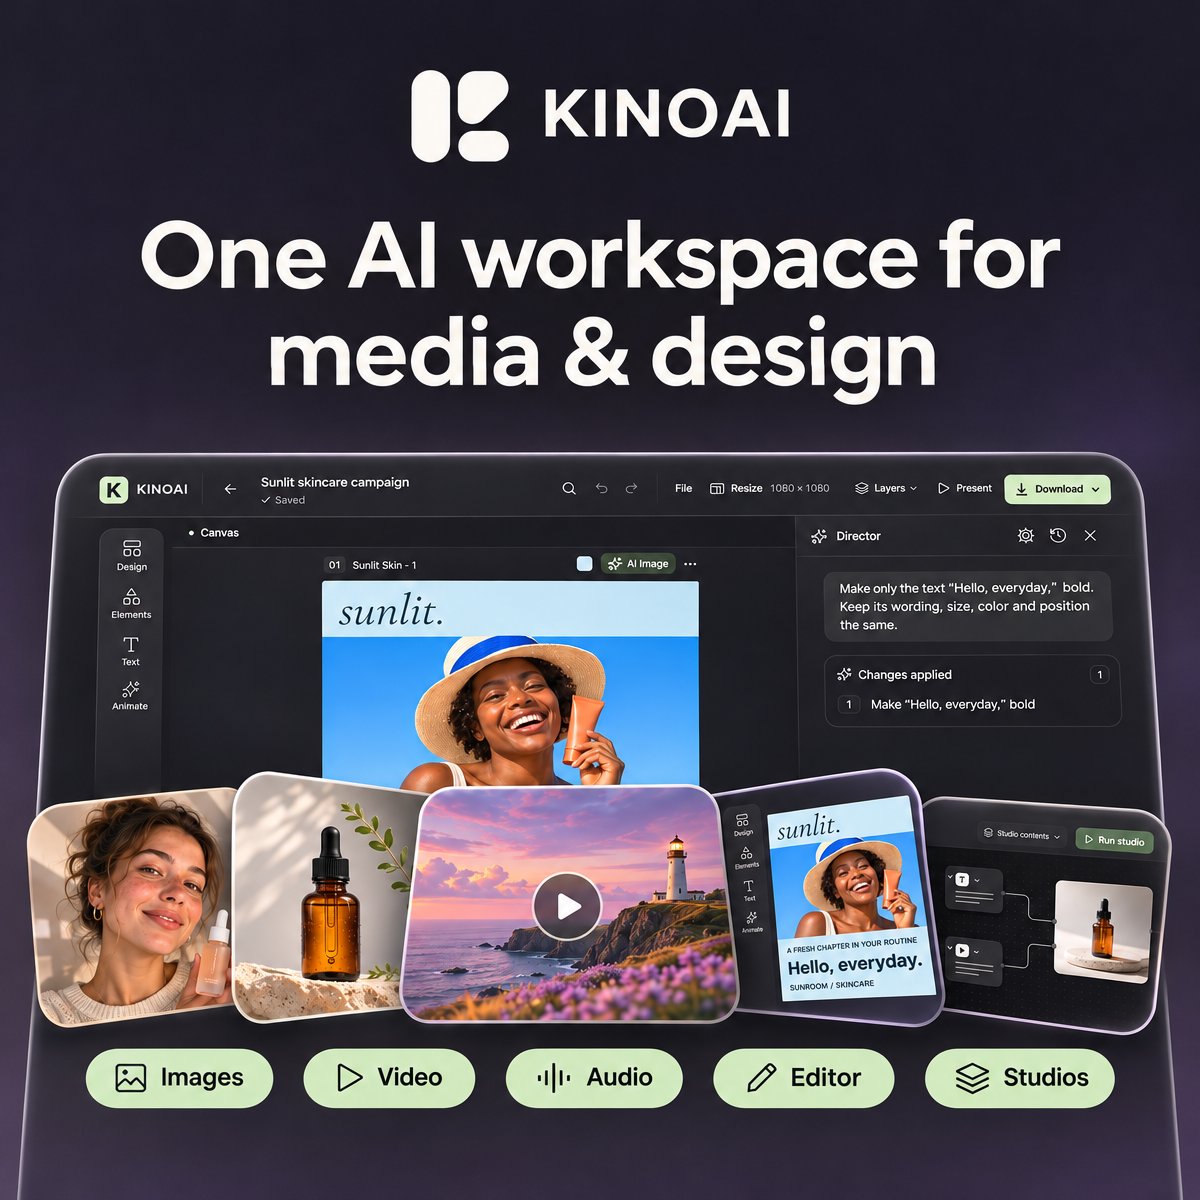 KINOAI
One AI workspace for
media & design
K KINOAI
Sunlit skincare campaign
Saved
File
Resize 1080 × 1080
Layers
Present
Download
Design
Elements
Text
Animate
Canvas
01 Sunlit Skin - 1
AI Image
sunlit.
Director
Make only the text “Hello, everyday,” bold.
Keep its wording, size, color and position
the same.
Changes applied
1
1 Make “Hello, everyday,” bold
Design
Elements
Text
Animate
sunlit.
A FRESH CHAPTER IN YOUR ROUTINE
Hello, everyday.
SUNROOM / SKINCARE
Studio contents
Run studio
T
Images
Video
Audio
Editor
Studios